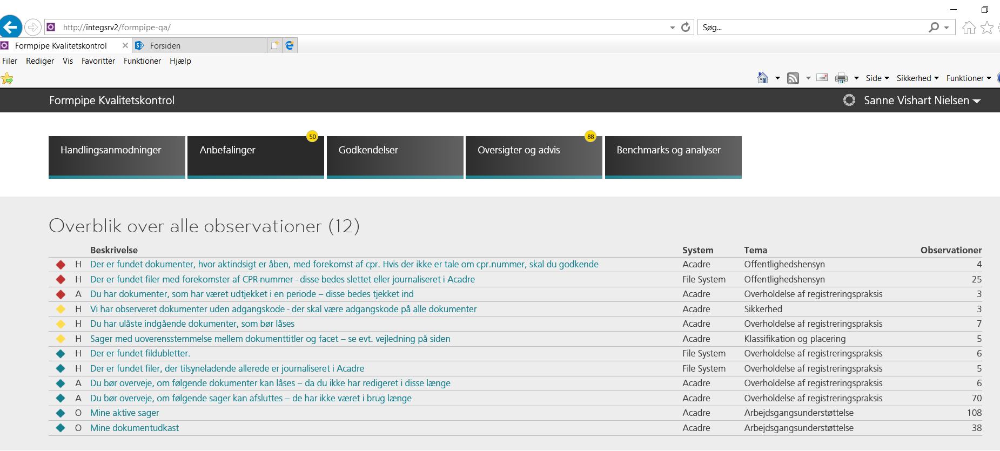 http://integsrv2/formpipe-qa/
Søg...
Formpipe Kvalitetskontrol
Forsiden
Filer Rediger Vis Favoritter Funktioner Hjælp
Side Sikkerhed Funktioner
Formpipe Kvalitetskontrol
Sanne Vishart Nielsen
Handlingsanmodninger
Anbefalinger 50
Godkendelser
Oversigter og advis 88
Benchmarks og analyser
Overblik over alle observationer (12)
Beskrivelse System Tema Observationer
H Der er fundet dokumenter, hvor aktindsigt er åben, med forekomst af cpr. Hvis der ikke er tale om cpr.nummer, skal du godkende Acadre Offentlighedshensyn 4
H Der er fundet filer med forekomster af CPR-nummer - disse bedes slettet eller journaliseret i Acadre File System Offentlighedshensyn 25
A Du har dokumenter, som har været udtjekket i en periode – disse bedes tjekket ind Acadre Overholdelse af registreringspraksis 3
H Vi har observeret dokumenter uden adgangskode - der skal være adgangskode på alle dokumenter Acadre Sikkerhed 3
H Du har ulåste indgående dokumenter, som bør låses Acadre Overholdelse af registreringspraksis 7
H Sager med uoverensstemmelse mellem dokumenttitler og facet – se evt. vejledning på siden Acadre Klassifikation og placering 5
H Der er fundet fildubletter. File System Overholdelse af registreringspraksis 6
H Der er fundet filer, der tilsyneladende allerede er journaliseret i Acadre File System Overholdelse af registreringspraksis 5
A Du bør overveje, om følgende dokumenter kan låses – da du ikke har redigeret i disse længe Acadre Overholdelse af registreringspraksis 6
A Du bør overveje, om følgende sager kan afsluttes – de har ikke været i brug længe Acadre Overholdelse af registreringspraksis 70
O Mine aktive sager Acadre Arbejdsgangsunderstøttelse 108
O Mine dokumentudkast Acadre Arbejdsgangsunderstøttelse 38